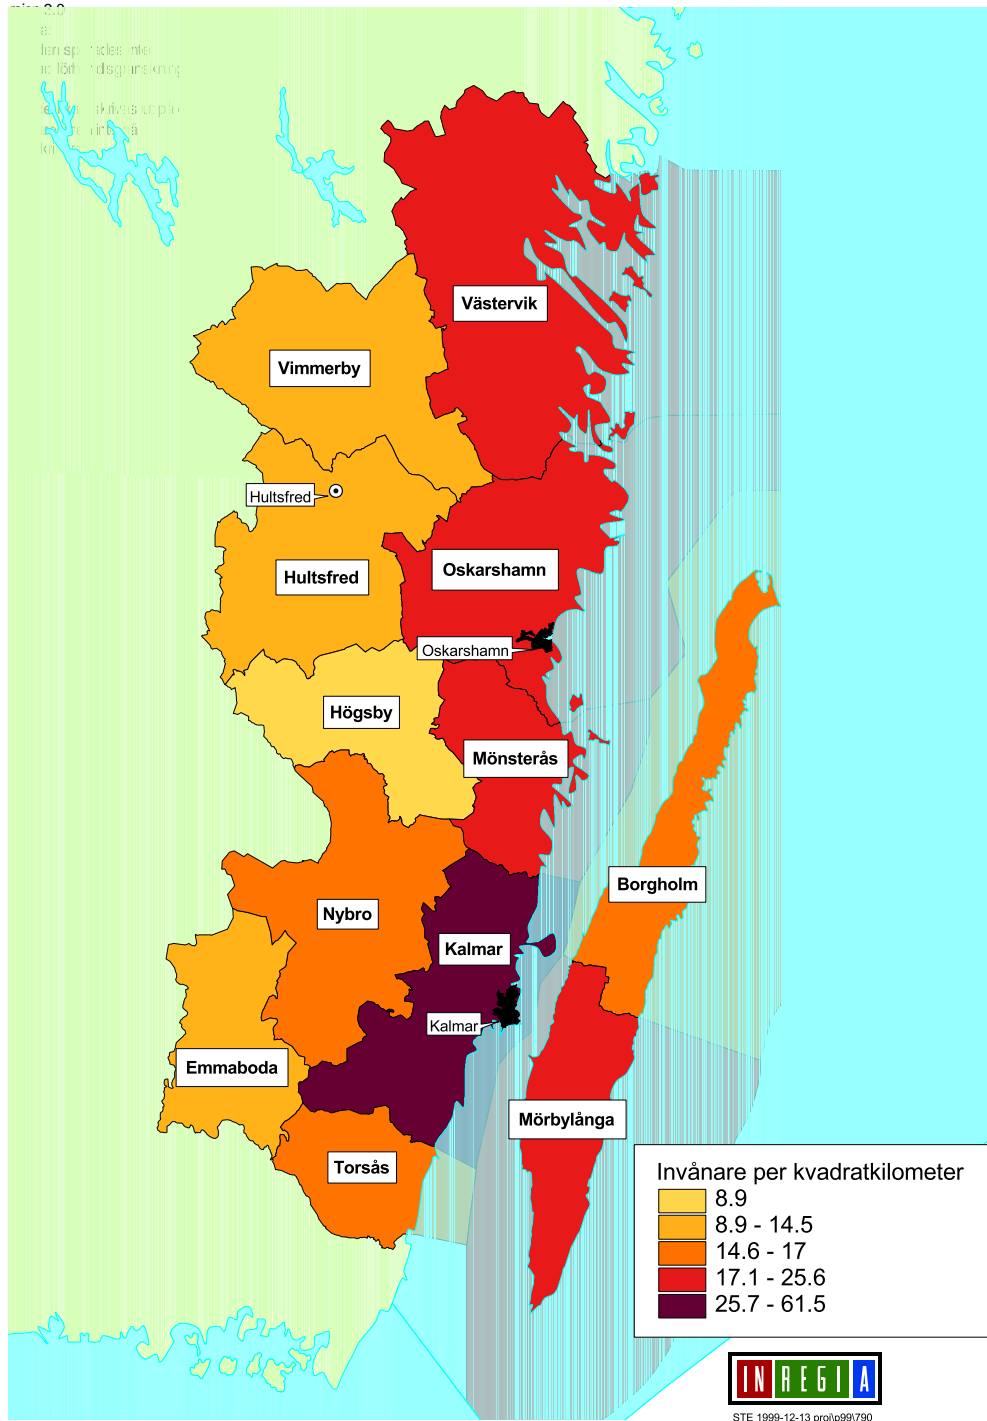 Västervik
Vimmerby
Hultsfred
Hultsfred
Oskarshamn
Oskarshamn
Högsby
Mönsterås
Borgholm
Nybro
Kalmar
Kalmar
Emmaboda
Mörbylånga
Torsås
Invånare per kvadratkilometer
8.9
8.9 - 14.5
14.6 - 17
17.1 - 25.6
25.7 - 61.5
INREGIA
STE 1999-12-13 proj\p99\790